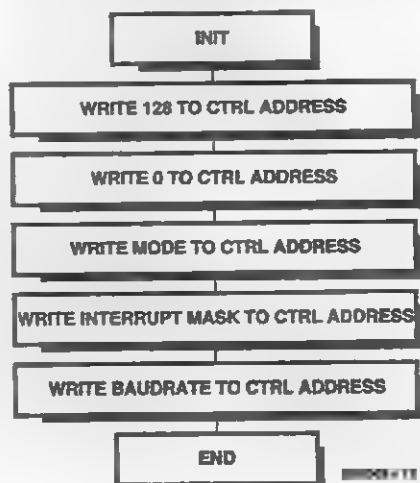 INIT
WRITE 128 TO CTRL ADDRESS
WRITE 0 TO CTRL ADDRESS
WRITE MODE TO CTRL ADDRESS
WRITE INTERRUPT MASK TO CTRL ADDRESS
WRITE BAUDRATE TO CTRL ADDRESS
END